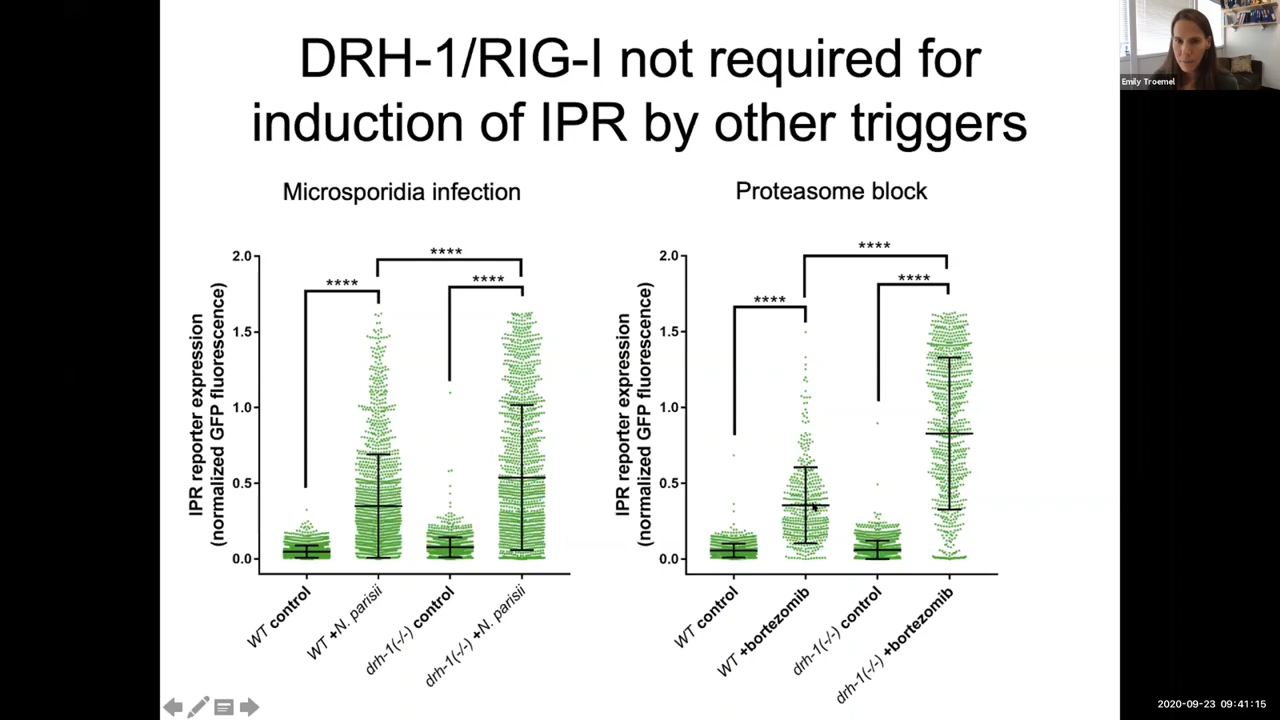 DRH-1/RIG-I not required for
induction of IPR by other triggers
Emily Troemel
Microsporidia infection
IPR reporter expression
(normalized GFP fluorescence)
2.0
1.5
1.0
0.5
0.0
****
****
****
WT control
WT +N. parisii
drh-1(-/-) control
drh-1(-/-) +N. parisii
Proteasome block
IPR reporter expression
(normalized GFP fluorescence)
2.0
1.5
1.0
0.5
0.0
****
****
****
WT control
WT +bortezomib
drh-1(-/-) control
drh-1(-/-) +bortezomib
2020-09-23 09:41:15